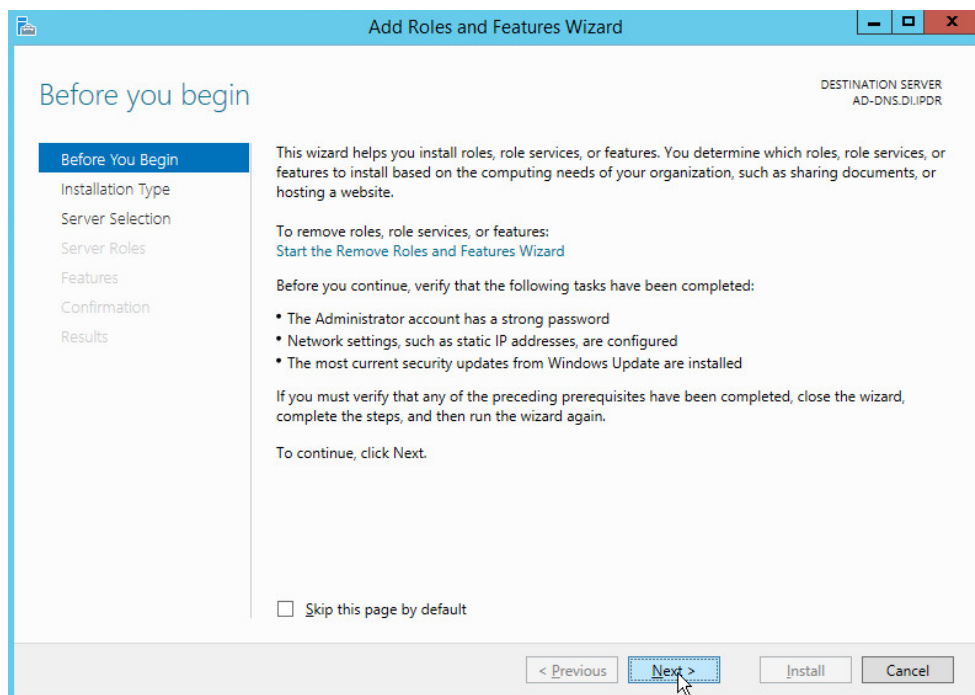 Add Roles and Features Wizard
Before you begin
DESTINATION SERVER
AD-DNS.DI.IPDR
Before You Begin
Installation Type
Server Selection
Server Roles
Features
Confirmation
Results
This wizard helps you install roles, role services, or features. You determine which roles, role services, or
features to install based on the computing needs of your organization, such as sharing documents, or
hosting a website.
To remove roles, role services, or features:
Start the Remove Roles and Features Wizard
Before you continue, verify that the following tasks have been completed:
• The Administrator account has a strong password
• Network settings, such as static IP addresses, are configured
• The most current security updates from Windows Update are installed
If you must verify that any of the preceding prerequisites have been completed, close the wizard,
complete the steps, and then run the wizard again.
To continue, click Next.
Skip this page by default
< Previous
Next >
Install
Cancel